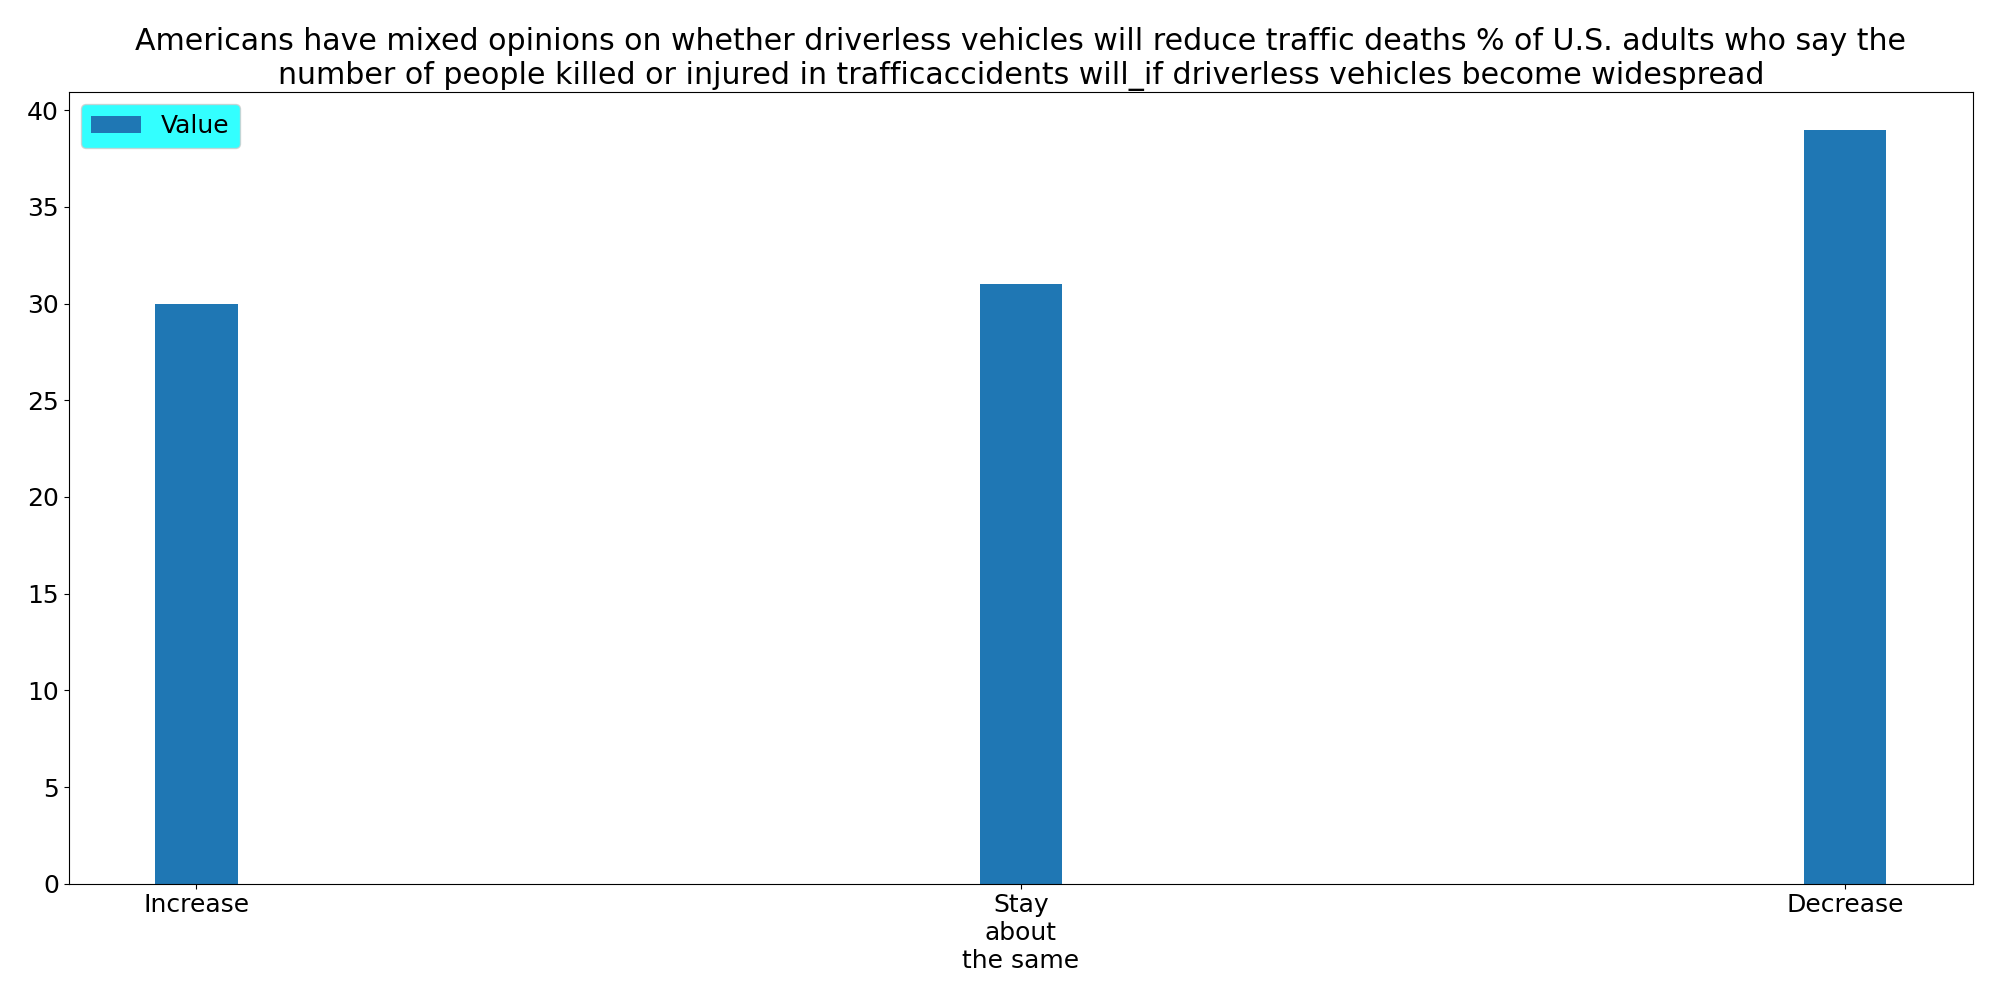 Americans have mixed opinions on whether driverless vehicles will reduce traffic deaths % of U.S. adults who say the
number of people killed or injured in trafficaccidents will_if driverless vehicles become widespread
Value
40
35
30
25
20
15
10
5
0
Increase
Stay
about
the same
Decrease